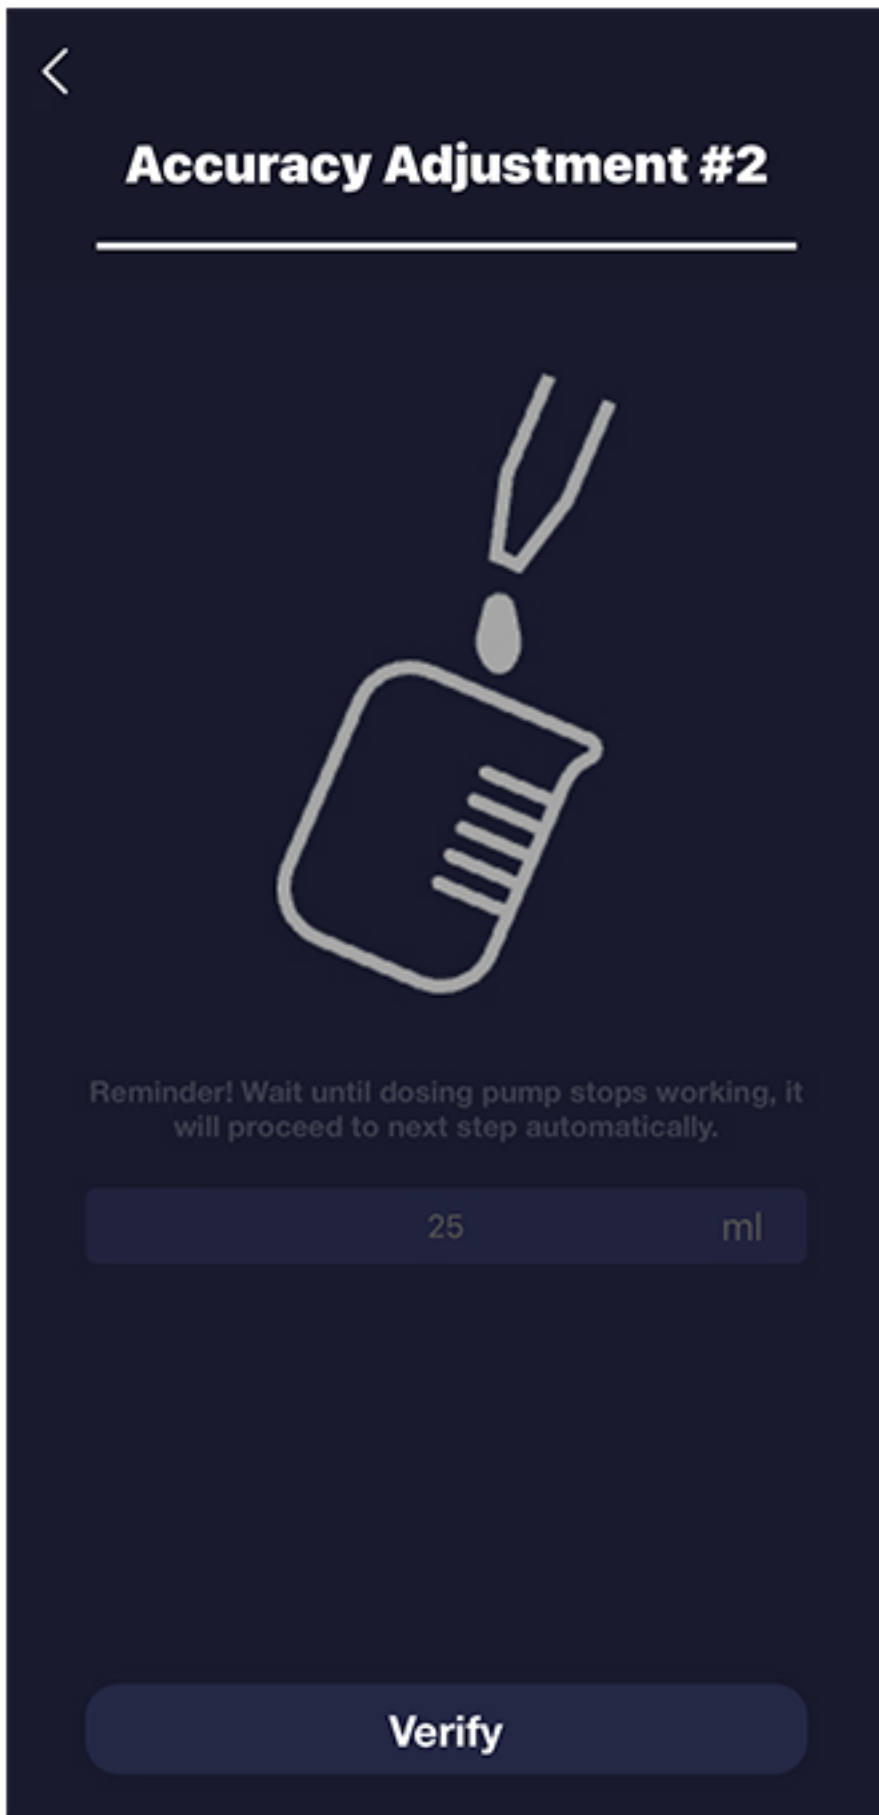 Accuracy Adjustment #2
Reminder! Wait until dosing pump stops working, it
will proceed to next step automatically.
25 ml
Verify